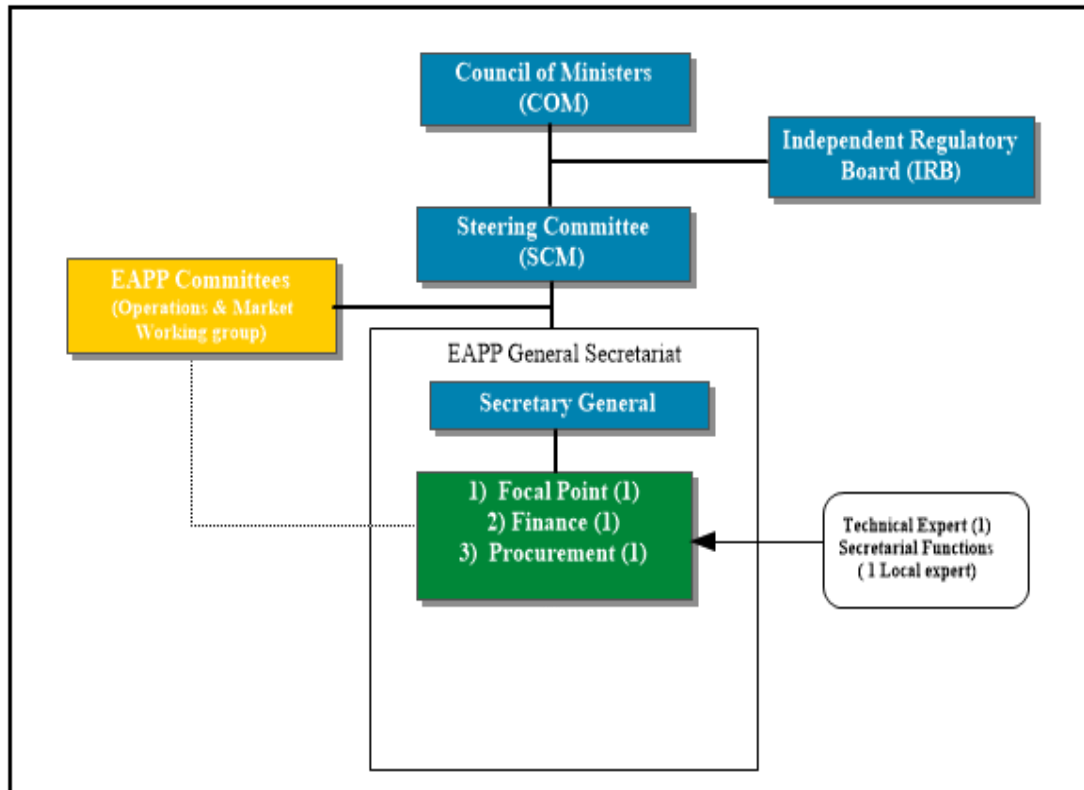 Council of Ministers
(COM)
Independent Regulatory
Board (IRB)
Steering Committee
(SCM)
EAPP Committees
(Operations & Market
Working group)
EAPP General Secretariat
Secretary General
1) Focal Point (1)
2) Finance (1)
3) Procurement (1)
Technical Expert (1)
Secretarial Functions
( 1 Local expert)